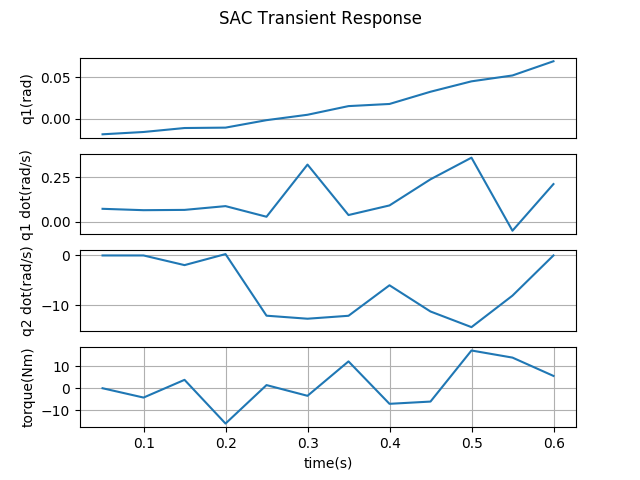 SAC Transient Response
q1(rad)
0.05
0.00
q1 dot(rad/s)
0.25
0.00
q2 dot(rad/s)
0
−10
torque(Nm)
10
0
−10
0.1 0.2 0.3 0.4 0.5 0.6
time(s)